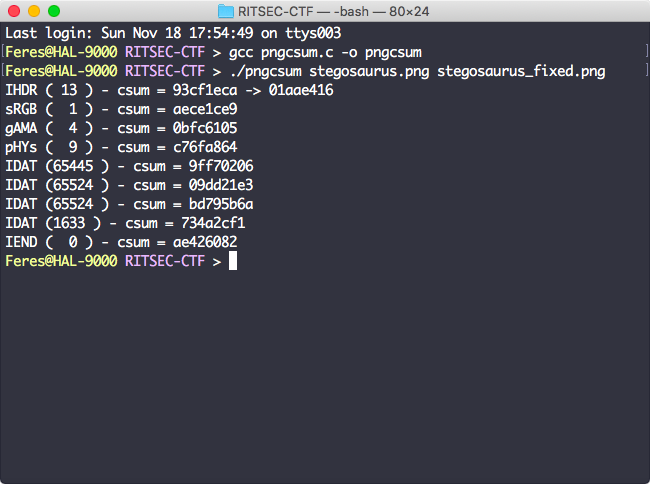 RITSEC-CTF — -bash — 80×24
Last login: Sun Nov 18 17:54:49 on ttys003
[Feres@HAL-9000 RITSEC-CTF > gcc pngcsum.c -o pngcsum ]
[Feres@HAL-9000 RITSEC-CTF > ./pngcsum stegosaurus.png stegosaurus_fixed.png ]
IHDR ( 13 ) - csum = 93cf1eca -> 01aae416
sRGB (  1 ) - csum = aece1ce9
gAMA (  4 ) - csum = 0bfc6105
pHYs (  9 ) - csum = c76fa864
IDAT (65445 ) - csum = 9ff70206
IDAT (65524 ) - csum = 09dd21e3
IDAT (65524 ) - csum = bd795b6a
IDAT (1633 ) - csum = 734a2cf1
IEND (  0 ) - csum = ae426082
Feres@HAL-9000 RITSEC-CTF >